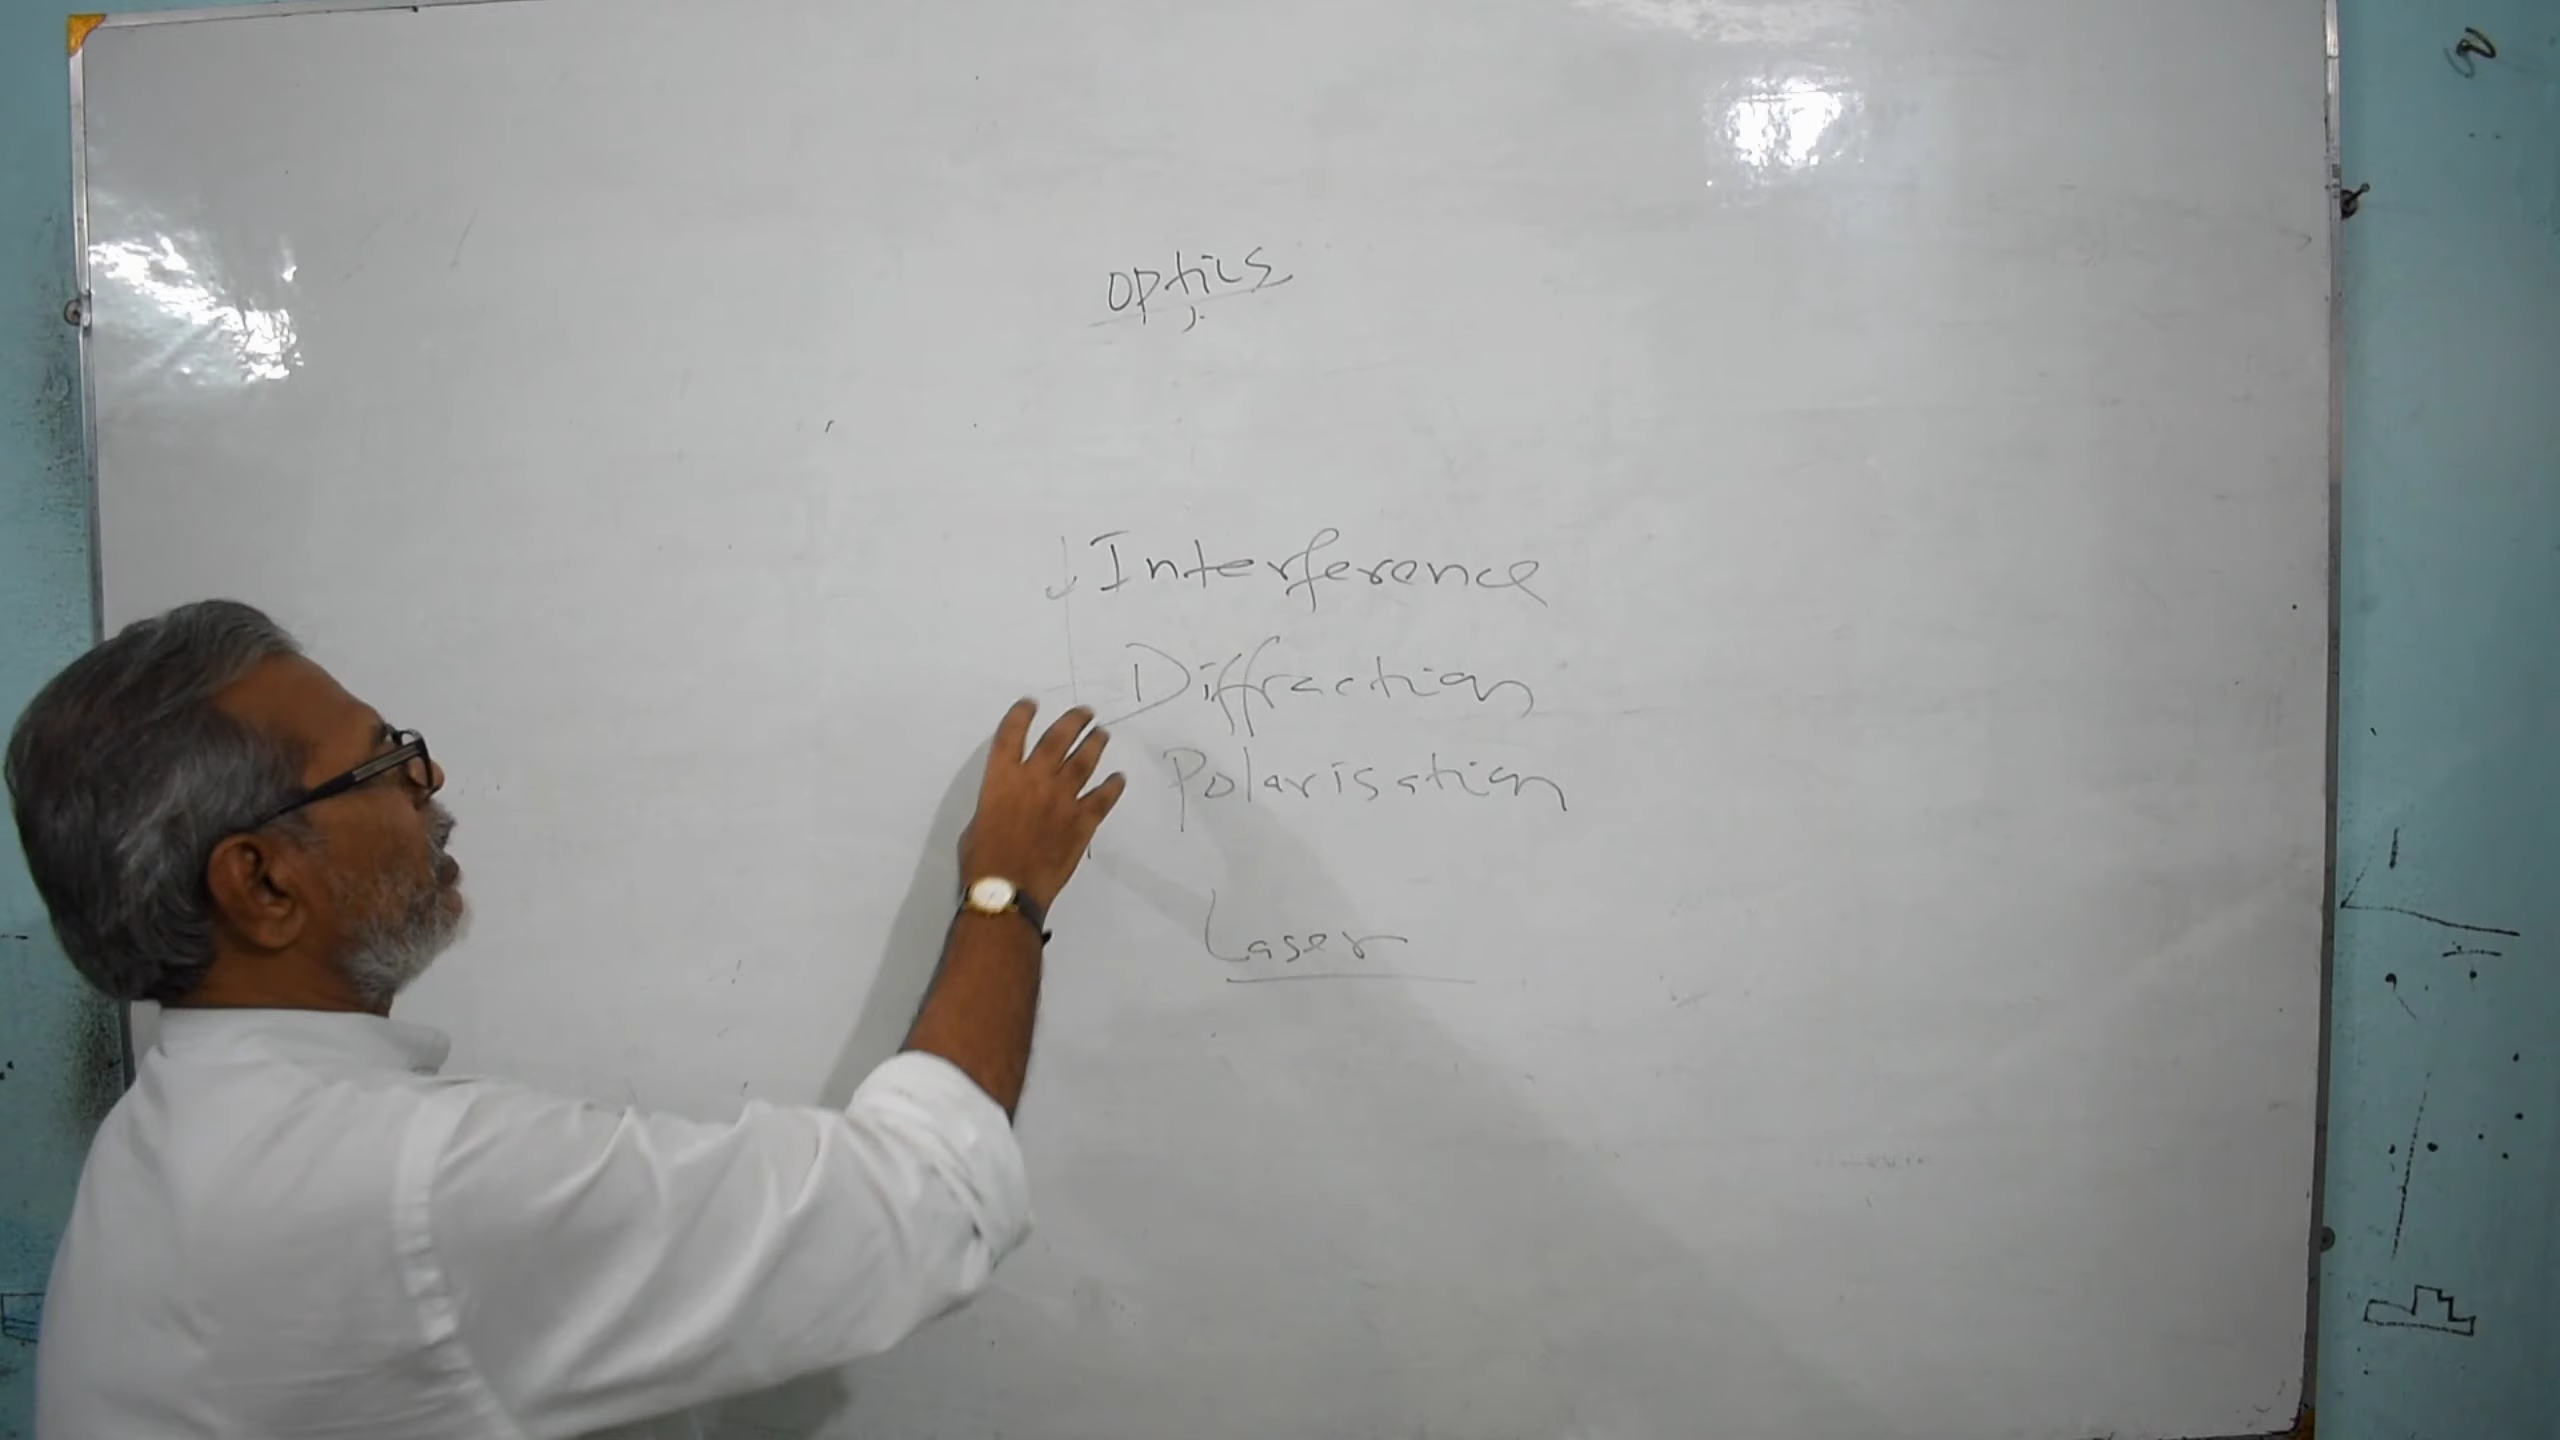 optics
Interference
Diffraction
Polarisation
Laser